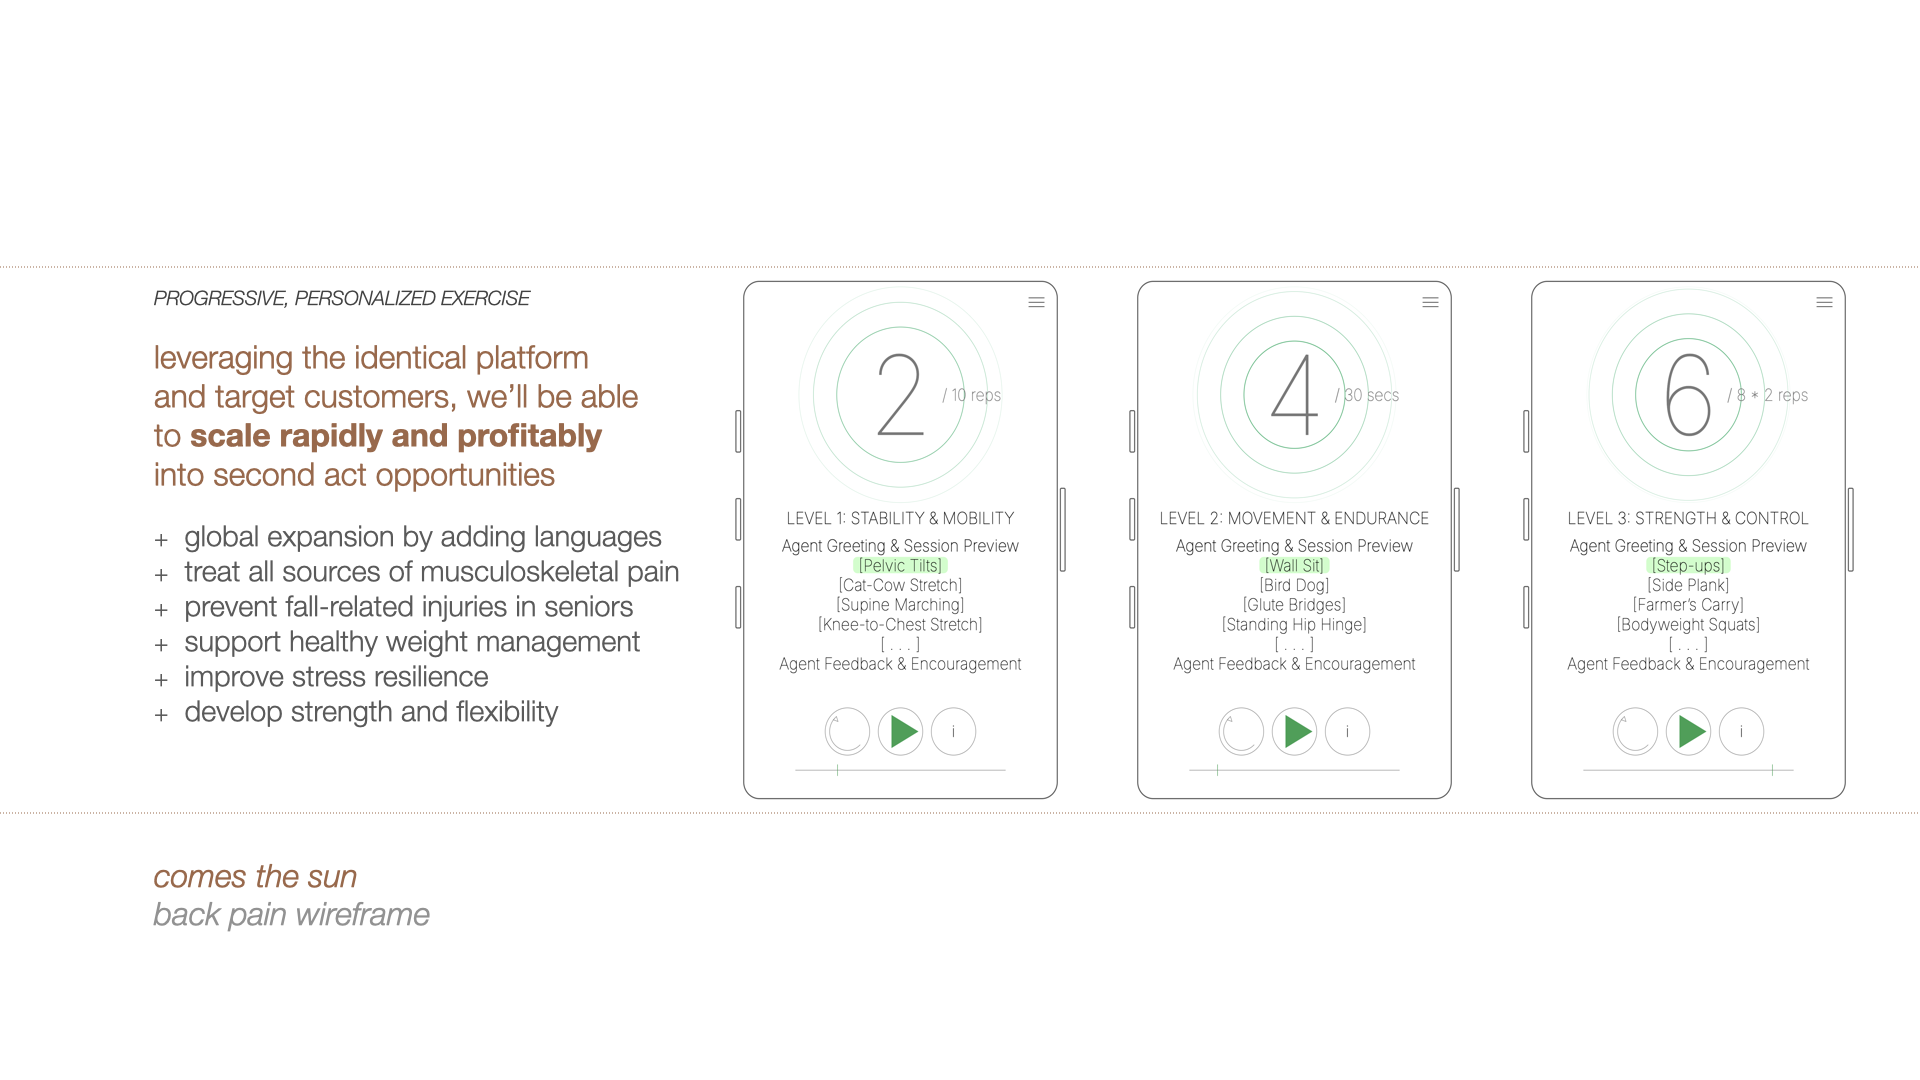 PROGRESSIVE, PERSONALIZED EXERCISE
leveraging the identical platform
and target customers, we’ll be able
to scale rapidly and profitably
into second act opportunities
+ global expansion by adding languages
+ treat all sources of musculoskeletal pain
+ prevent fall-related injuries in seniors
+ support healthy weight management
+ improve stress resilience
+ develop strength and flexibility
2 / 10 reps
LEVEL 1: STABILITY & MOBILITY
Agent Greeting & Session Preview
[Pelvic Tilts]
[Cat-Cow Stretch]
[Supine Marching]
[Knee-to-Chest Stretch]
[ . . . ]
Agent Feedback & Encouragement
i
4 / 30 secs
LEVEL 2: MOVEMENT & ENDURANCE
Agent Greeting & Session Preview
[Wall Sit]
[Bird Dog]
[Glute Bridges]
[Standing Hip Hinge]
[ . . . ]
Agent Feedback & Encouragement
i
6 / 8 * 2 reps
LEVEL 3: STRENGTH & CONTROL
Agent Greeting & Session Preview
[Step-ups]
[Side Plank]
[Farmer’s Carry]
[Bodyweight Squats]
[ . . . ]
Agent Feedback & Encouragement
i
comes the sun
back pain wireframe